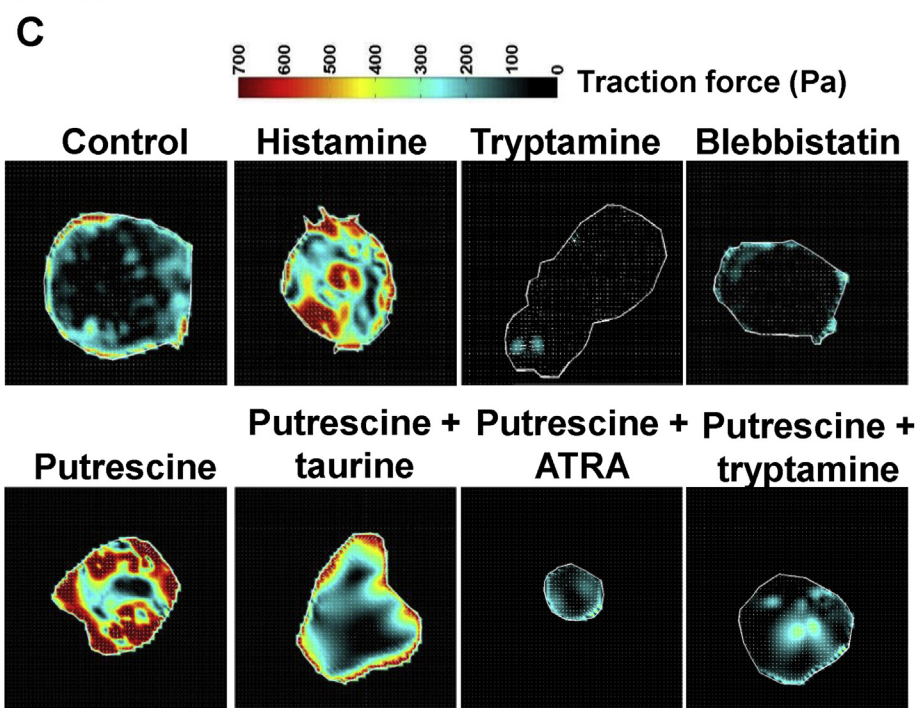 C
700 600 500 400 300 200 100 0
Traction force (Pa)
Control Histamine Tryptamine Blebbistatin
Putrescine Putrescine + taurine Putrescine + ATRA Putrescine + tryptamine